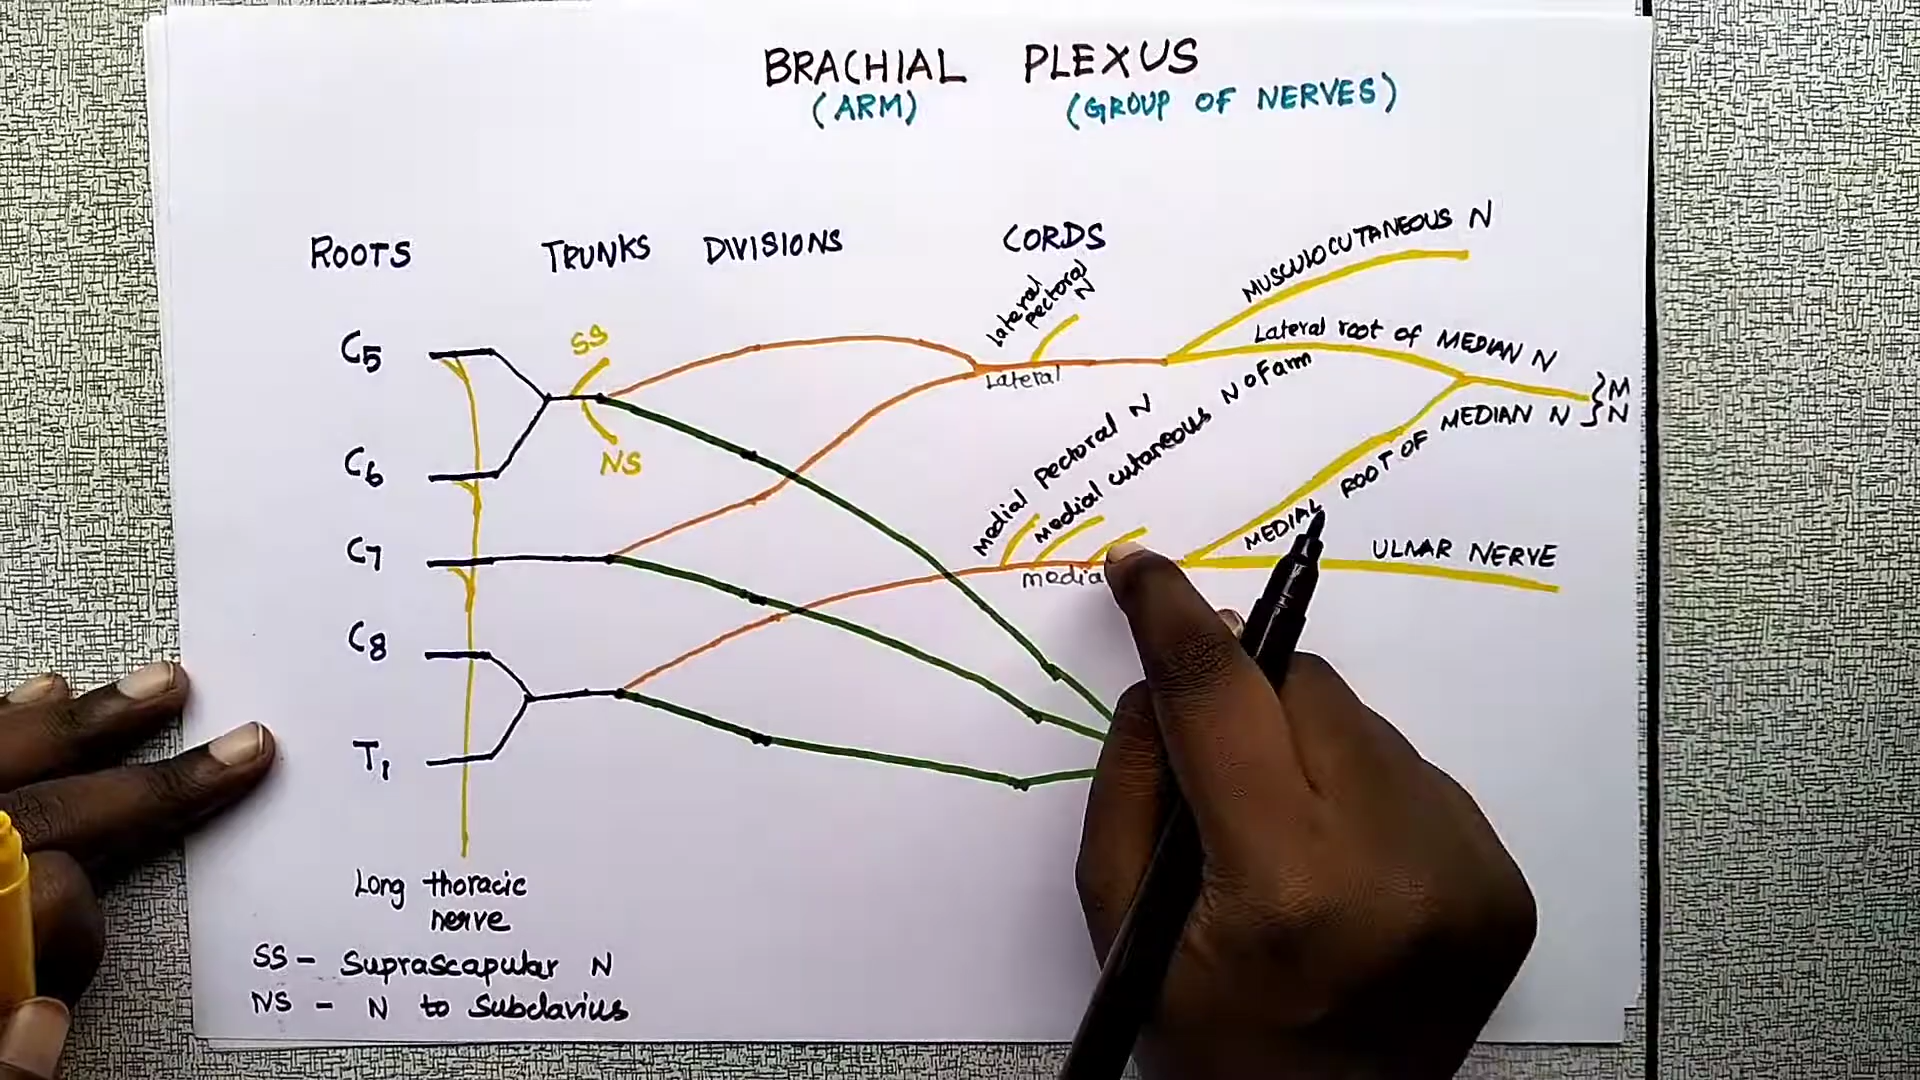 BRACHIAL PLEXUS
(ARM) (GROUP OF NERVES)
ROOTS TRUNKS DIVISIONS CORDS
C5
C6
C7
C8
T1
SS
NS
Lateral
pectoral
N
Lateral
MUSCULOCUTANEOUS N
Lateral root of MEDIAN N
M
N
MEDIAL ROOT OF MEDIAN N
Medial pectoral N
Medial cutaneous N of arm
media
ULNAR NERVE
Long thoracic
nerve
SS - Suprascapular N
NS - N to Subclavius